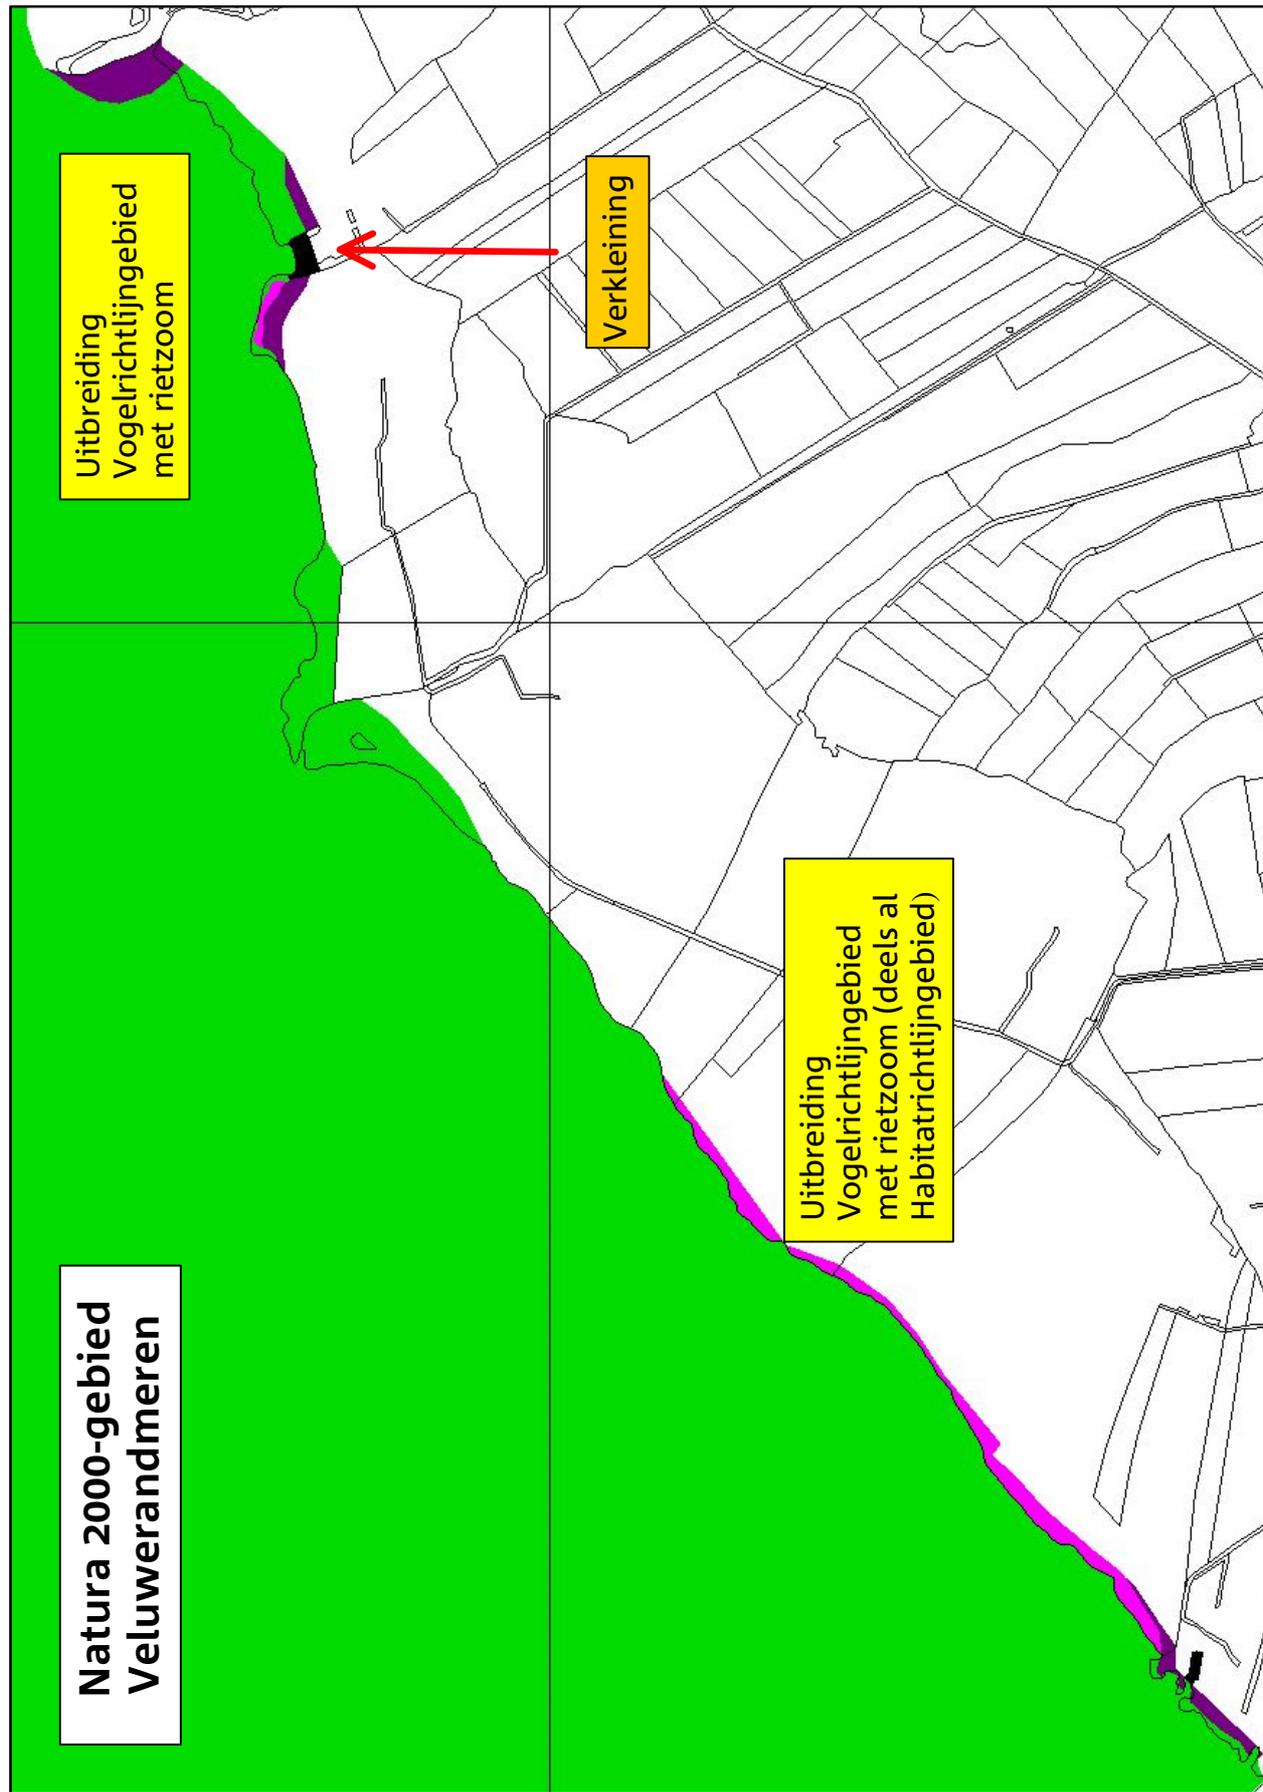 Natura 2000-gebied
Veluwerandmeren
Uitbreiding
Vogelrichtlijngebied
met rietzoom
Verkleining
Uitbreiding
Vogelrichtlijngebied
met rietzoom (deels al
Habitatrichtlijngebied)